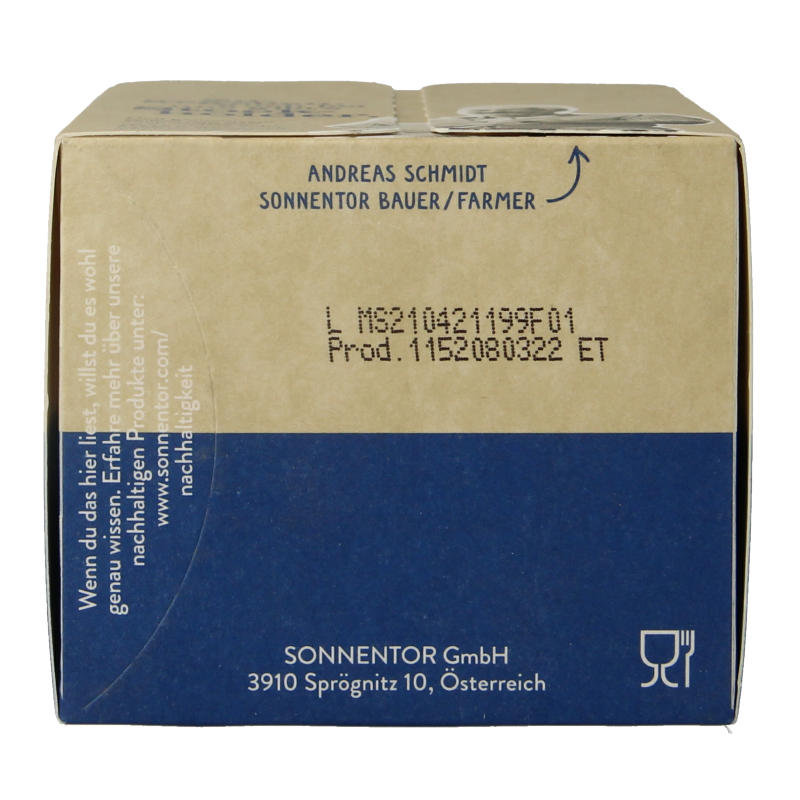 ANDREAS SCHMIDT
SONNENTOR BAUER/FARMER
L MS210421199F01
Prod.1152080322 ET
Wenn du das hier liest, willst du es wohl
genau wissen. Erfahre mehr über unsere
nachhaltigen Produkte unter:
www.sonnentor.com/
nachhaltigkeit
SONNENTOR GmbH
3910 Sprögnitz 10, Österreich